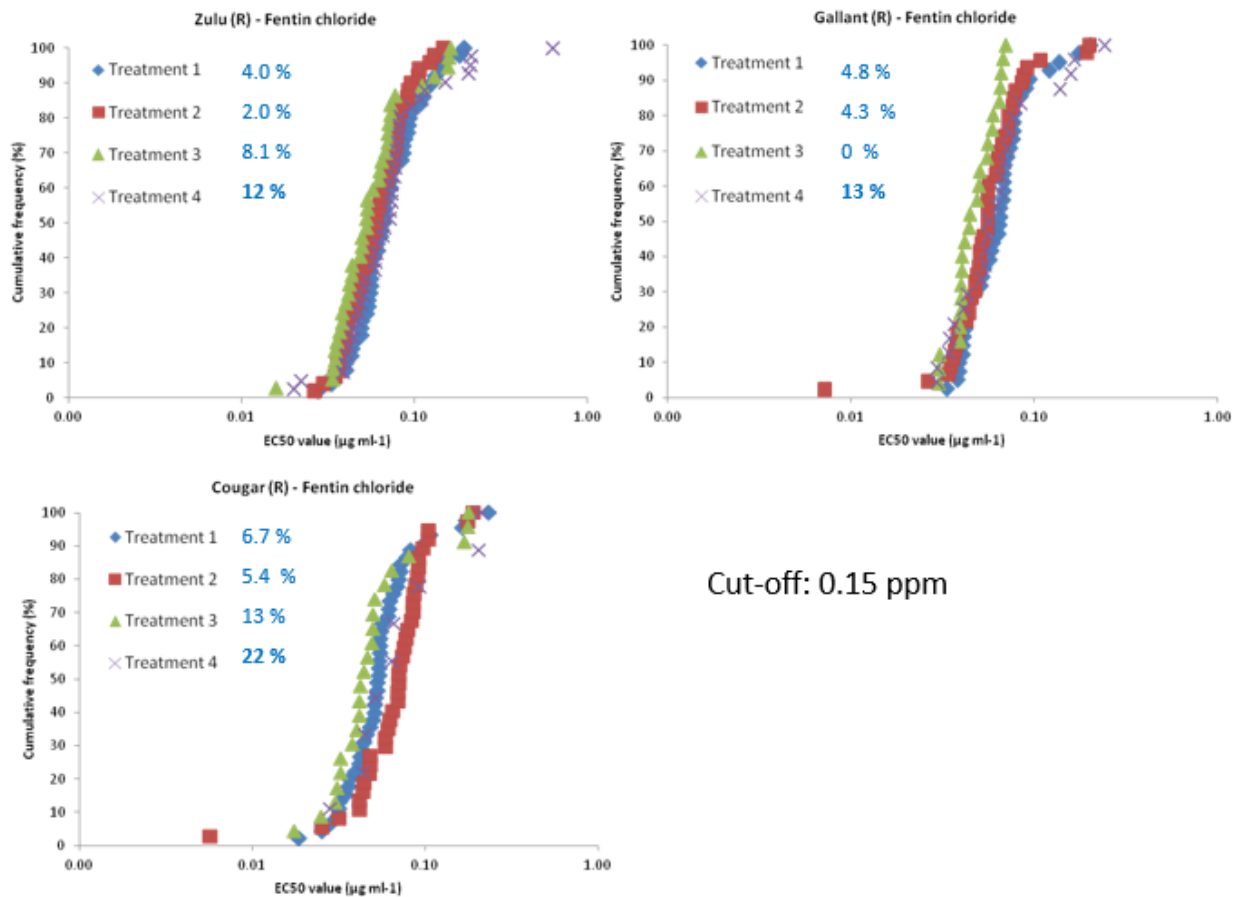 Zulu (R) - Fentin chloride
100
90
80
70
60
50
40
30
20
10
0
Cumulative frequency (%)
Treatment 1 4.0 %
Treatment 2 2.0 %
Treatment 3 8.1 %
Treatment 4 12 %
0.00 0.01 0.10 1.00
EC50 value (µg ml-1)
Gallant (R) - Fentin chloride
100
90
80
70
60
50
40
30
20
10
0
Cumulative frequency (%)
Treatment 1 4.8 %
Treatment 2 4.3 %
Treatment 3 0 %
Treatment 4 13 %
0.00 0.01 0.10 1.00
EC50 value (µg ml-1)
Cougar (R) - Fentin chloride
100
90
80
70
60
50
40
30
20
10
0
Cumulative frequency (%)
Treatment 1 6.7 %
Treatment 2 5.4 %
Treatment 3 13 %
Treatment 4 22 %
0.00 0.01 0.10 1.00
EC50 value (µg ml-1)
Cut-off: 0.15 ppm